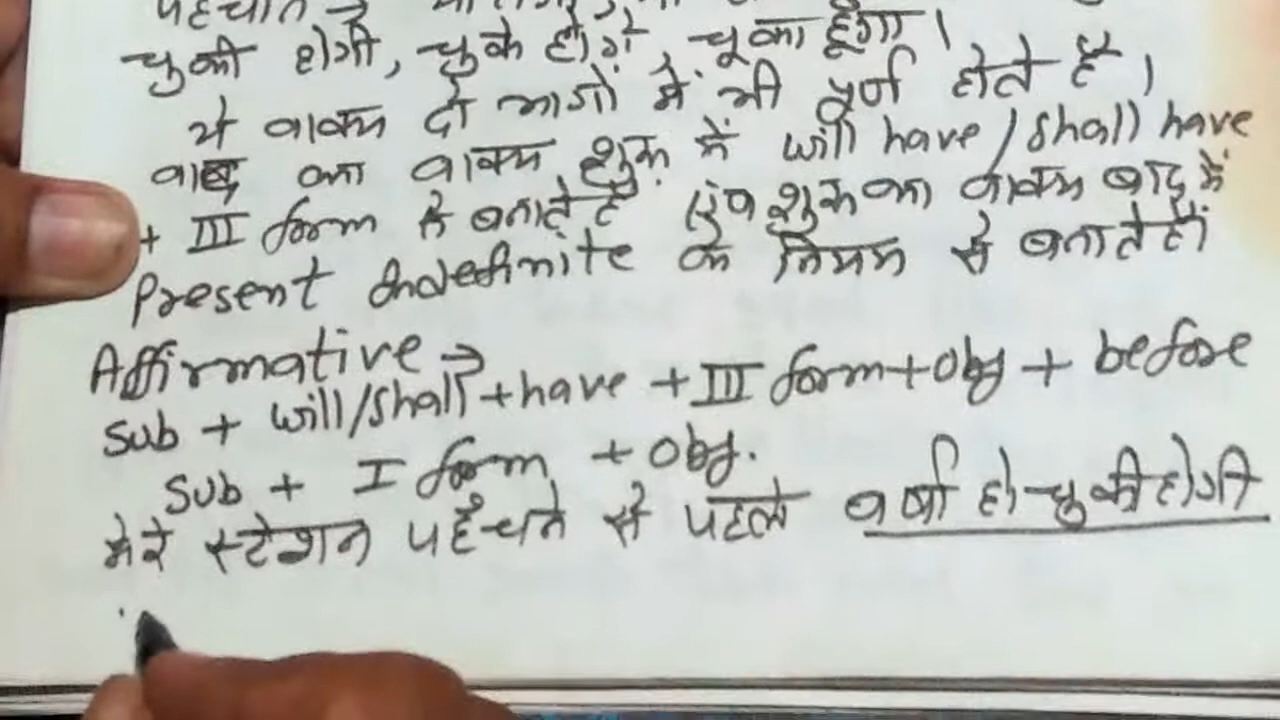 पहचान →
चुकी होगी, चुके होंगे, चूका हूँगा।
ये वाक्य दो भागों में भी पूर्ण होते हैं।
बाद का वाक्य शुरू में will have / shall have
+ III form से बनाते हैं एंव शुरू का वाक्य बाद में
Present Indefinite के नियम से बनाते हैं।
Affirmative →
Sub + will/shall + have + III form + obj + before
Sub + I form + obj.
मेरे स्टेशन पहुँचने से पहले वर्षा हो चुकी होगी